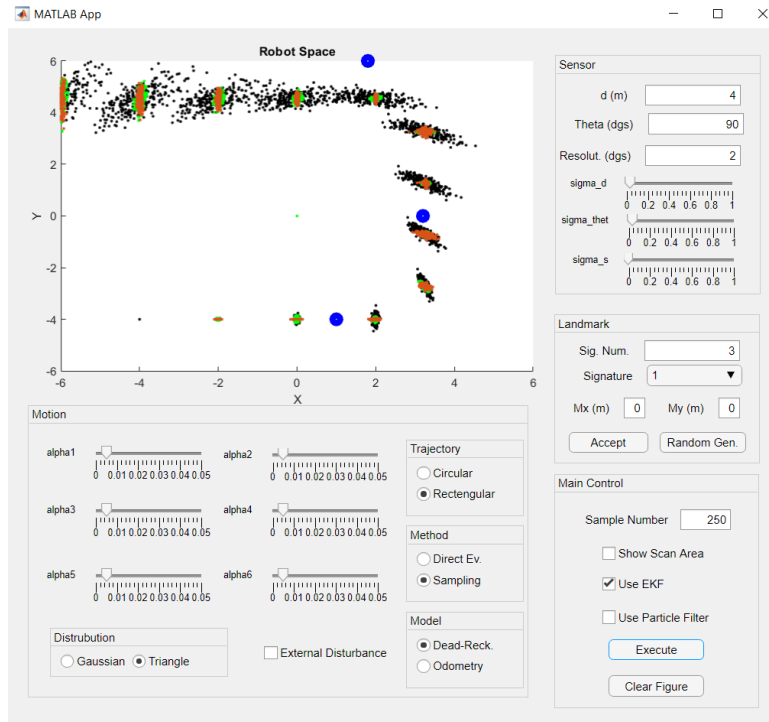 MATLAB App
Robot Space
6
4
2
0
-2
-4
-6
Y
-6 -4 -2 0 2 4 6
X
Sensor
d (m) 4
Theta (dgs) 90
Resolut. (dgs) 2
sigma_d
0 0.2 0.4 0.6 0.8 1
sigma_thet
0 0.2 0.4 0.6 0.8 1
sigma_s
0 0.2 0.4 0.6 0.8 1
Landmark
Sig. Num. 3
Signature 1
Mx (m) 0 My (m) 0
Accept Random Gen.
Motion
alpha1 alpha2
0 0.01 0.02 0.03 0.04 0.05 0 0.01 0.02 0.03 0.04 0.05
alpha3 alpha4
0 0.01 0.02 0.03 0.04 0.05 0 0.01 0.02 0.03 0.04 0.05
alpha5 alpha6
0 0.01 0.02 0.03 0.04 0.05 0 0.01 0.02 0.03 0.04 0.05
Distrubution
Gaussian Triangle
External Disturbance
Trajectory
Circular
Rectengular
Method
Direct Ev.
Sampling
Model
Dead-Reck.
Odometry
Main Control
Sample Number 250
Show Scan Area
Use EKF
Use Particle Filter
Execute
Clear Figure